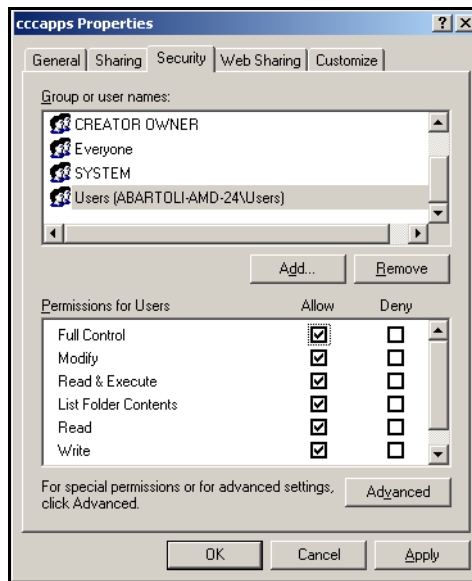 cccapps Properties
General Sharing Security Web Sharing Customize
Group or user names:
CREATOR OWNER
Everyone
SYSTEM
Users (ABARTOLI-AMD-24\Users)
Add... Remove
Permissions for Users Allow Deny
Full Control
Modify
Read & Execute
List Folder Contents
Read
Write
For special permissions or for advanced settings,
click Advanced.
Advanced
OK Cancel Apply